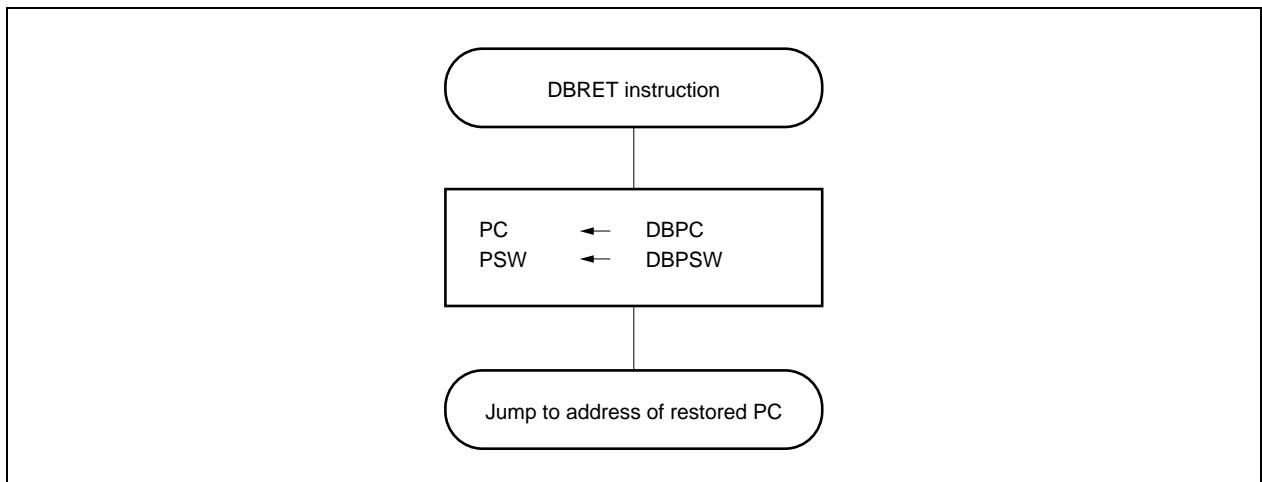 DBRET instruction
PC ← DBPC
PSW ← DBPSW
Jump to address of restored PC